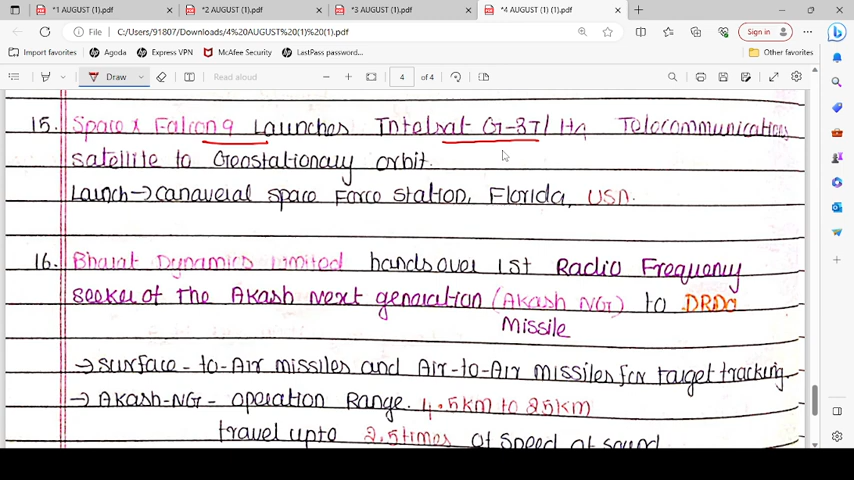 *1 AUGUST (1).pdf
*2 AUGUST (1).pdf
*3 AUGUST (1).pdf
*4 AUGUST (1) (1).pdf
File C:/Users/91807/Downloads/4%20AUGUST%20(1)%20(1).pdf
Sign in
Import favorites Adobe Express VPN McAfee Security LastPass password... Other favorites
Draw Read aloud 4 of 4
15. Space x Falcon 9 Launches Intelsat G-37/ Telecommunication
satellite to Geostationary orbit.
Launch → canaveral space Force station, Florida, USA.
16. Bharat Dynamics Limited hands over 1st Radio Frequency
seeker of the Akash next generation (Akash NG) to DRDO
Missile
→ surface-to-Air missiles and Air-to-Air missiles for target tracking.
→ Akash-NG - operation Range. 4.5km to 25km
travel upto 2.5times of speed of sound